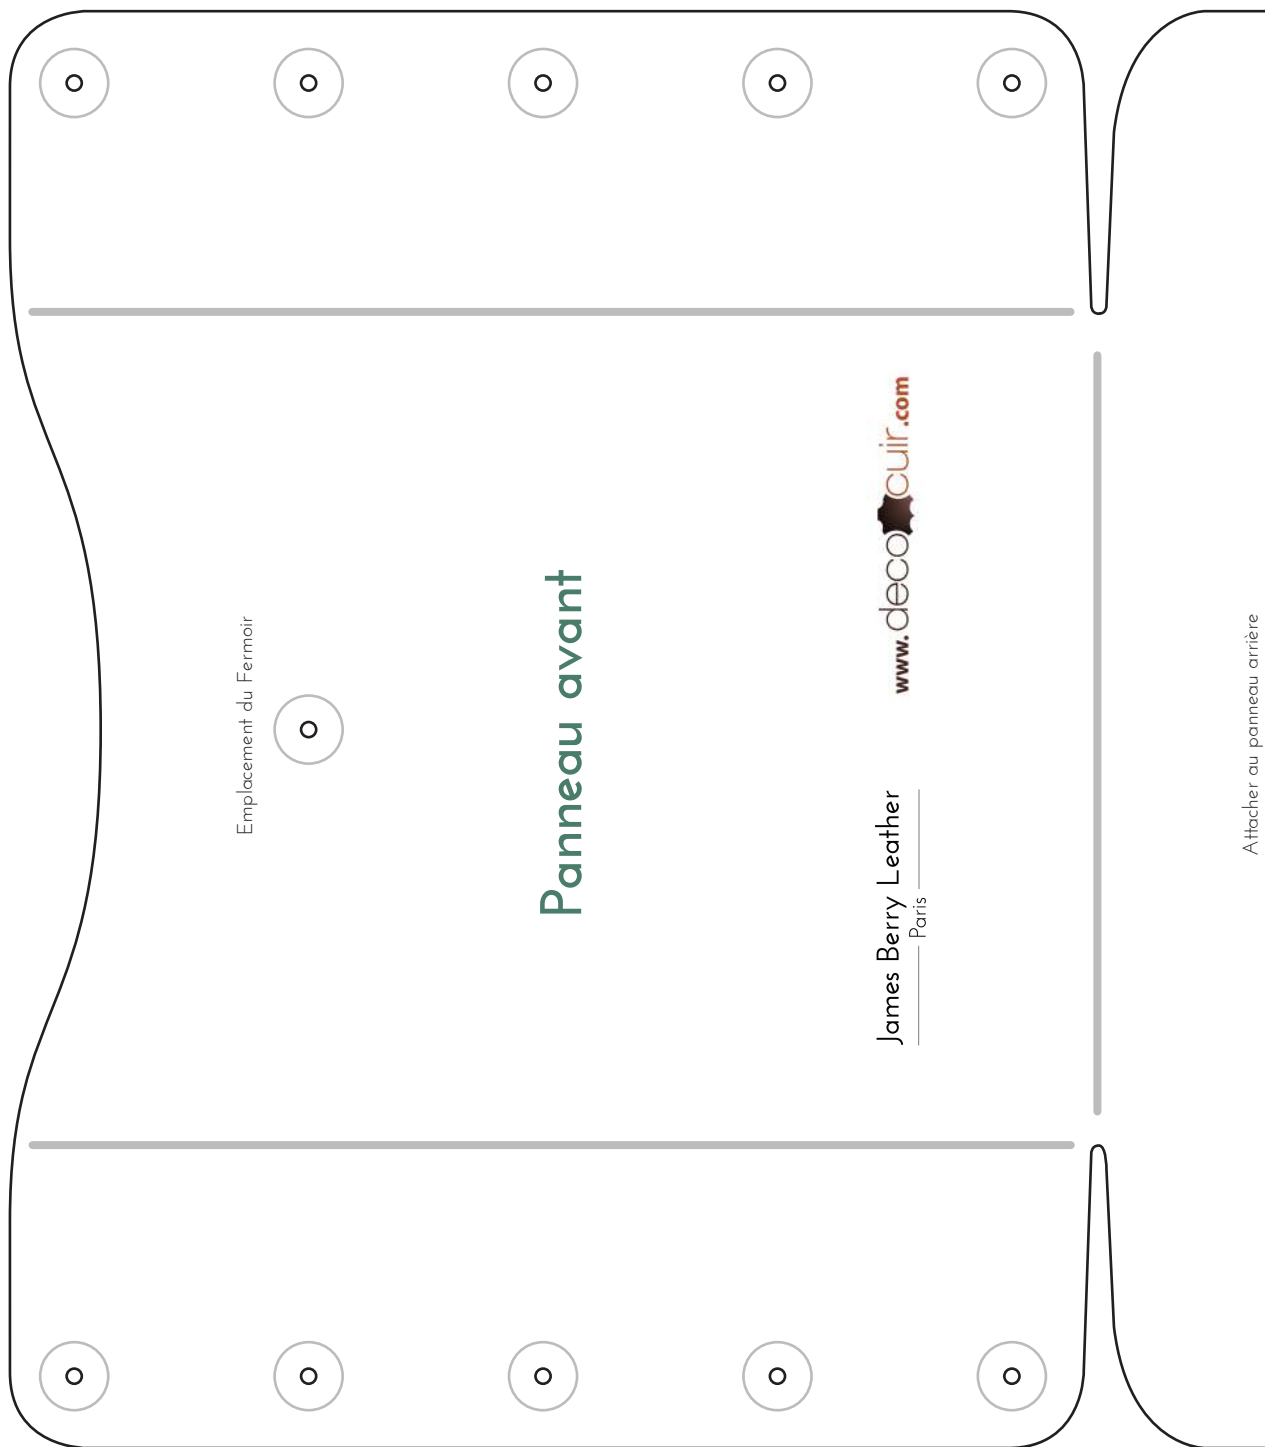 Emplacement du Fermoir
Panneau avant
James Berry Leather
Paris
www.decocuir.com
Attacher au panneau arrière